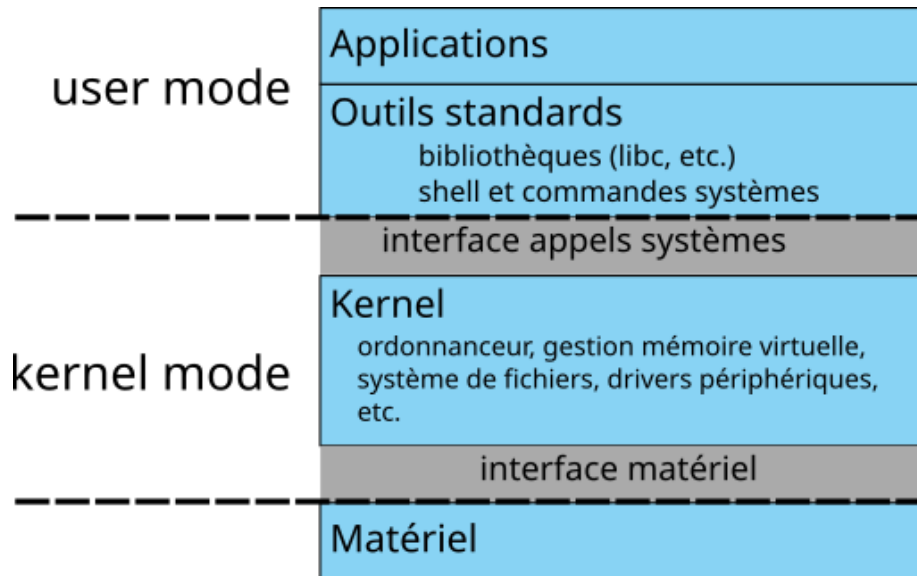 Applications
user mode
Outils standards
bibliothèques (libc, etc.)
shell et commandes systèmes
interface appels systèmes
Kernel
kernel mode
ordonnanceur, gestion mémoire virtuelle,
système de fichiers, drivers périphériques,
etc.
interface matériel
Matériel